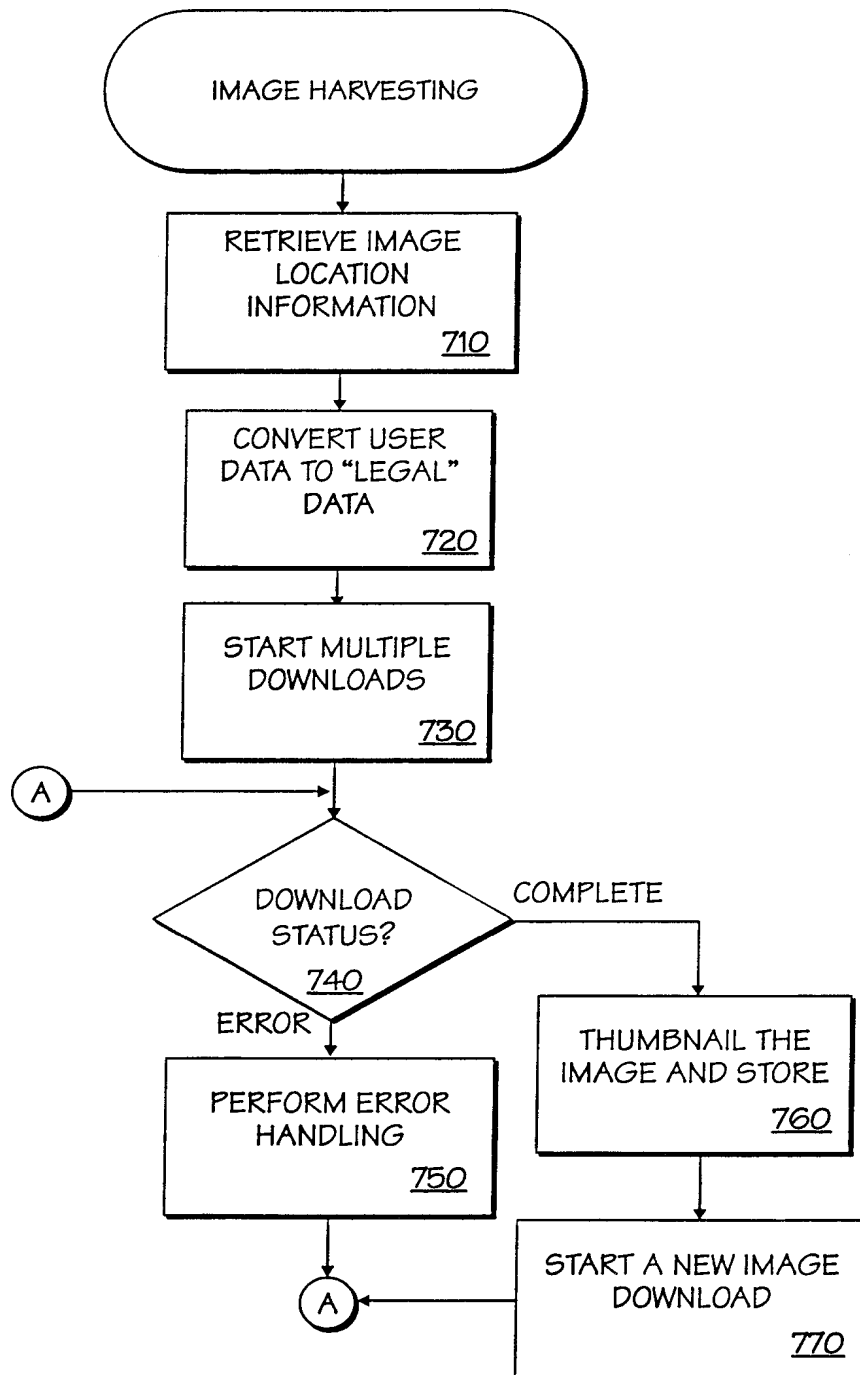 IMAGE HARVESTING
RETRIEVE IMAGE
LOCATION
INFORMATION
710
CONVERT USER
DATA TO “LEGAL”
DATA
720
START MULTIPLE
DOWNLOADS
730
A
DOWNLOAD
STATUS?
740
COMPLETE
ERROR
PERFORM ERROR
HANDLING
750
THUMBNAIL THE
IMAGE AND STORE
760
START A NEW IMAGE
DOWNLOAD
770
A